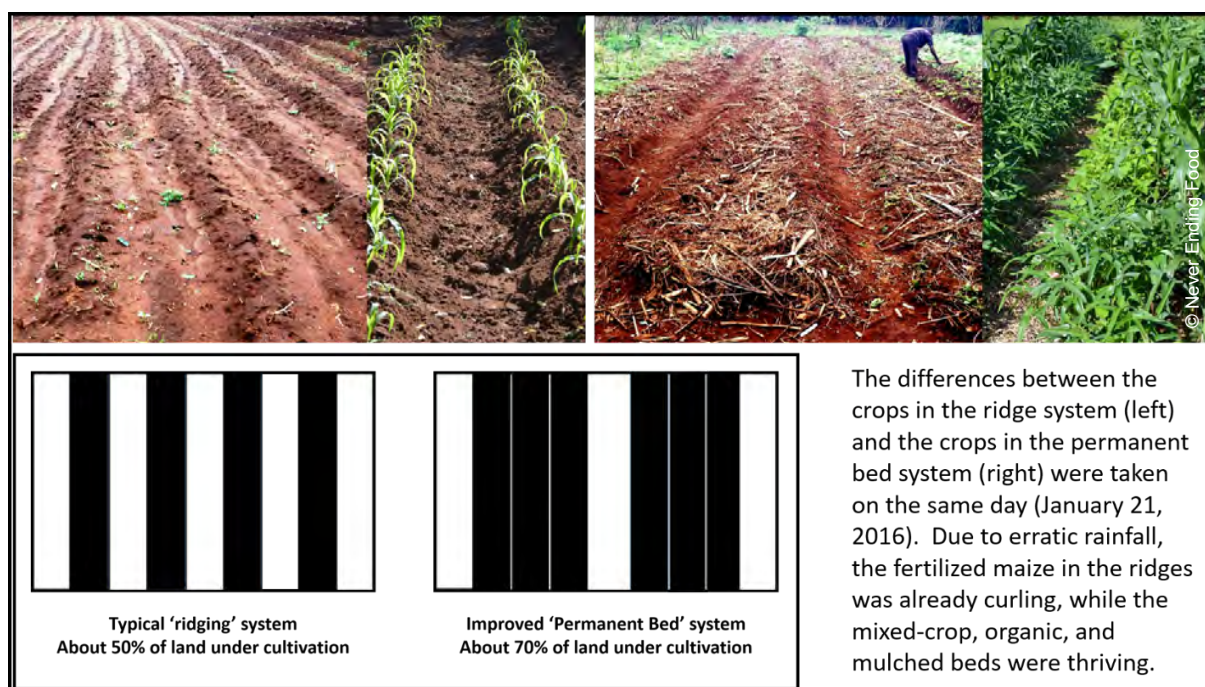 © Never Ending Food
The differences between the
crops in the ridge system (left)
and the crops in the permanent
bed system (right) were taken
on the same day (January 21,
2016).  Due to erratic rainfall,
the fertilized maize in the ridges
was already curling, while the
mixed-crop, organic, and
mulched beds were thriving.
Typical ‘ridging’ system
About 50% of land under cultivation
Improved ‘Permanent Bed’ system
About 70% of land under cultivation